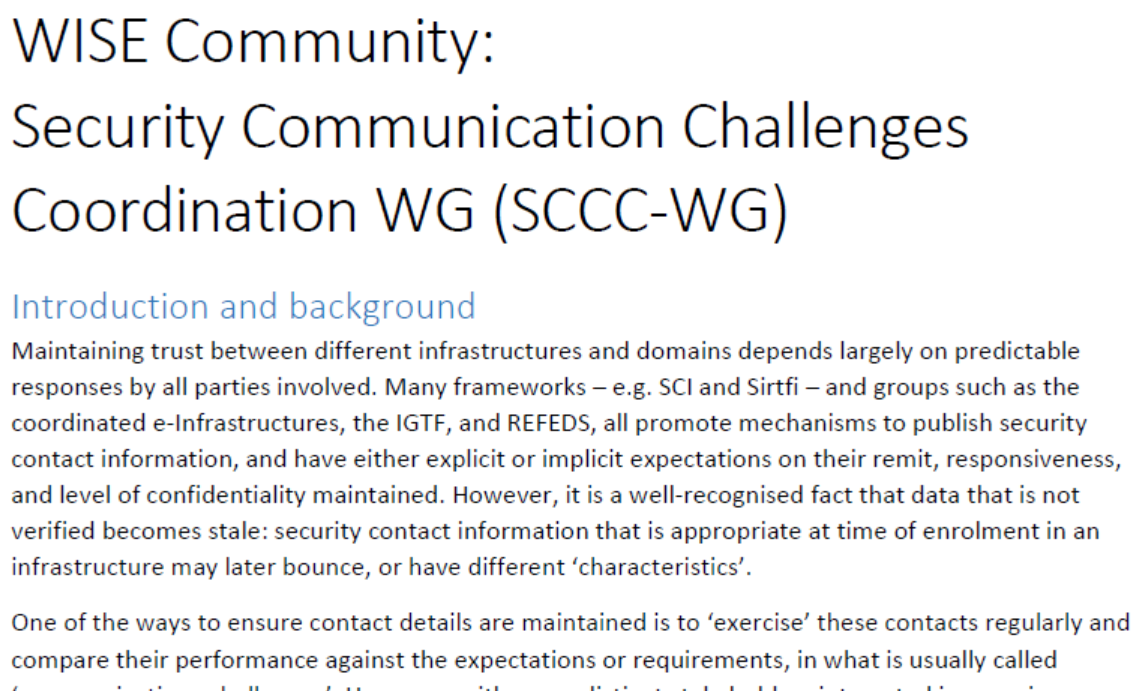 WISE Community:
Security Communication Challenges
Coordination WG (SCCC-WG)
Introduction and background
Maintaining trust between different infrastructures and domains depends largely on predictable
responses by all parties involved. Many frameworks – e.g. SCI and Sirtfi – and groups such as the
coordinated e-Infrastructures, the IGTF, and REFEDS, all promote mechanisms to publish security
contact information, and have either explicit or implicit expectations on their remit, responsiveness,
and level of confidentiality maintained. However, it is a well-recognised fact that data that is not
verified becomes stale: security contact information that is appropriate at time of enrolment in an
infrastructure may later bounce, or have different ‘characteristics’.
One of the ways to ensure contact details are maintained is to ‘exercise’ these contacts regularly and
compare their performance against the expectations or requirements, in what is usually called